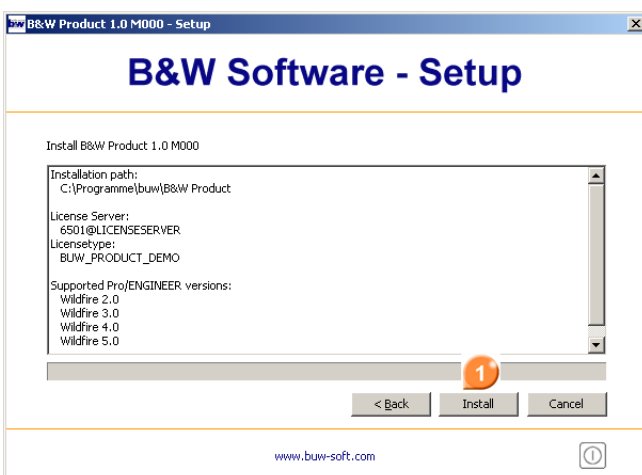 bw B&W Product 1.0 M000 - Setup
B&W Software - Setup
Install B&W Product 1.0 M000
Installation path:
C:\Programme\buw\B&W Product
License Server:
6501@LICENSESERVER
Licensetype:
BUW_PRODUCT_DEMO
Supported Pro/ENGINEER versions:
Wildfire 2.0
Wildfire 3.0
Wildfire 4.0
Wildfire 5.0
1
< Back Install Cancel
www.buw-soft.com